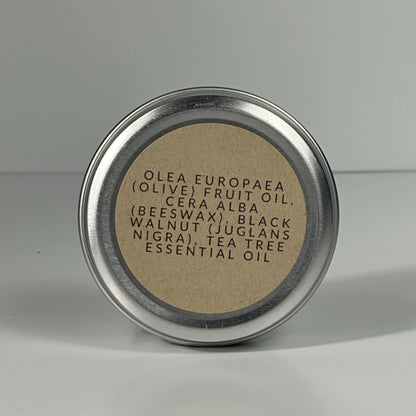 OLEA EUROPAEA
(OLIVE) FRUIT OIL,
CERA ALBA
(BEESWAX), BLACK
WALNUT (JUGLANS
NIGRA), TEA TREE
ESSENTIAL OIL